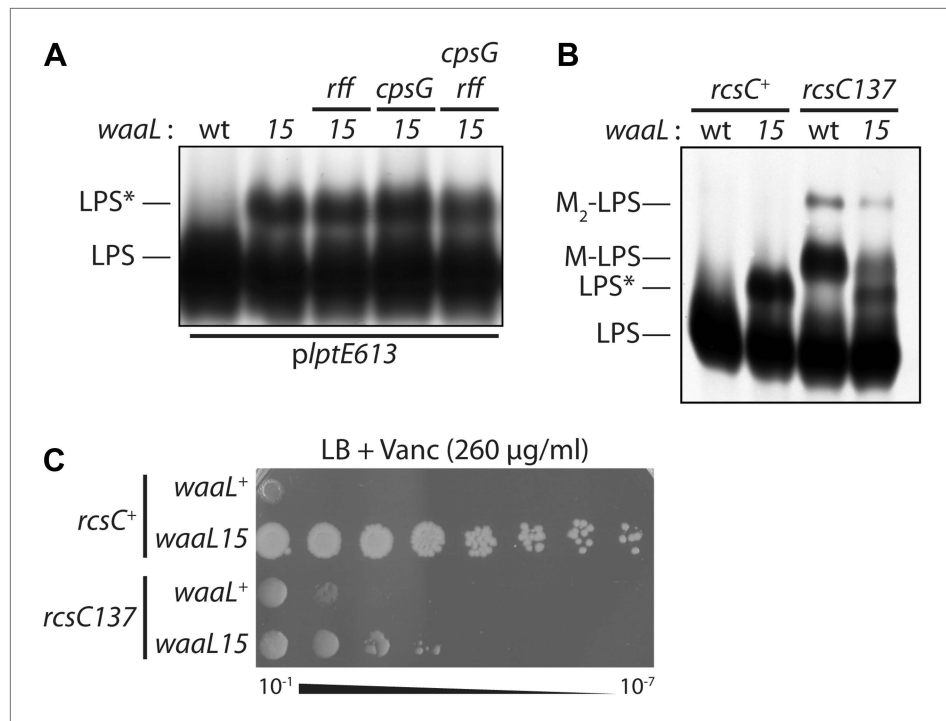 A
cpsG
rff cpsG rff
waaL : wt 15 15 15 15
LPS*
LPS
plptE613
B
rcsC+ rcsC137
waaL : wt 15 wt 15
M₂-LPS
M-LPS
LPS*
LPS
C
LB + Vanc (260 µg/ml)
rcsC+
waaL+
waaL15
rcsC137
waaL+
waaL15
10⁻¹ 10⁻⁷